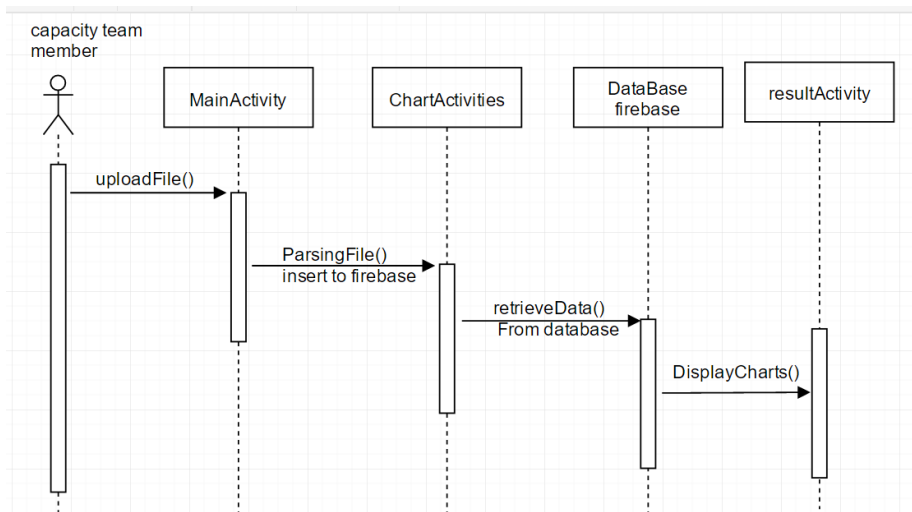 capacity team
member
MainActivity
ChartActivities
DataBase
firebase
resultActivity
uploadFile()
ParsingFile()
insert to firebase
retrieveData()
From database
DisplayCharts()